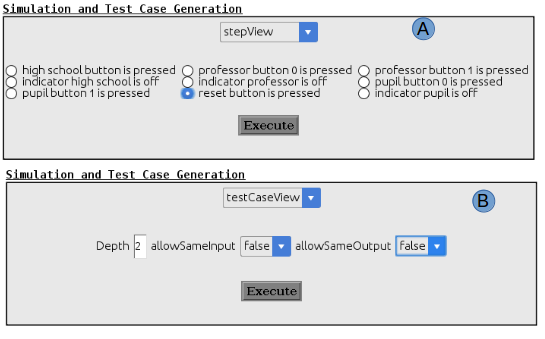 Simulation and Test Case Generation
A
stepView
high school button is pressed professor button 0 is pressed professor button 1 is pressed
indicator high school is off indicator professor is off pupil button 0 is pressed
pupil button 1 is pressed reset button is pressed indicator pupil is off
Execute
Simulation and Test Case Generation
testCaseView
B
Depth 2 allowSameInput false allowSameOutput false
Execute